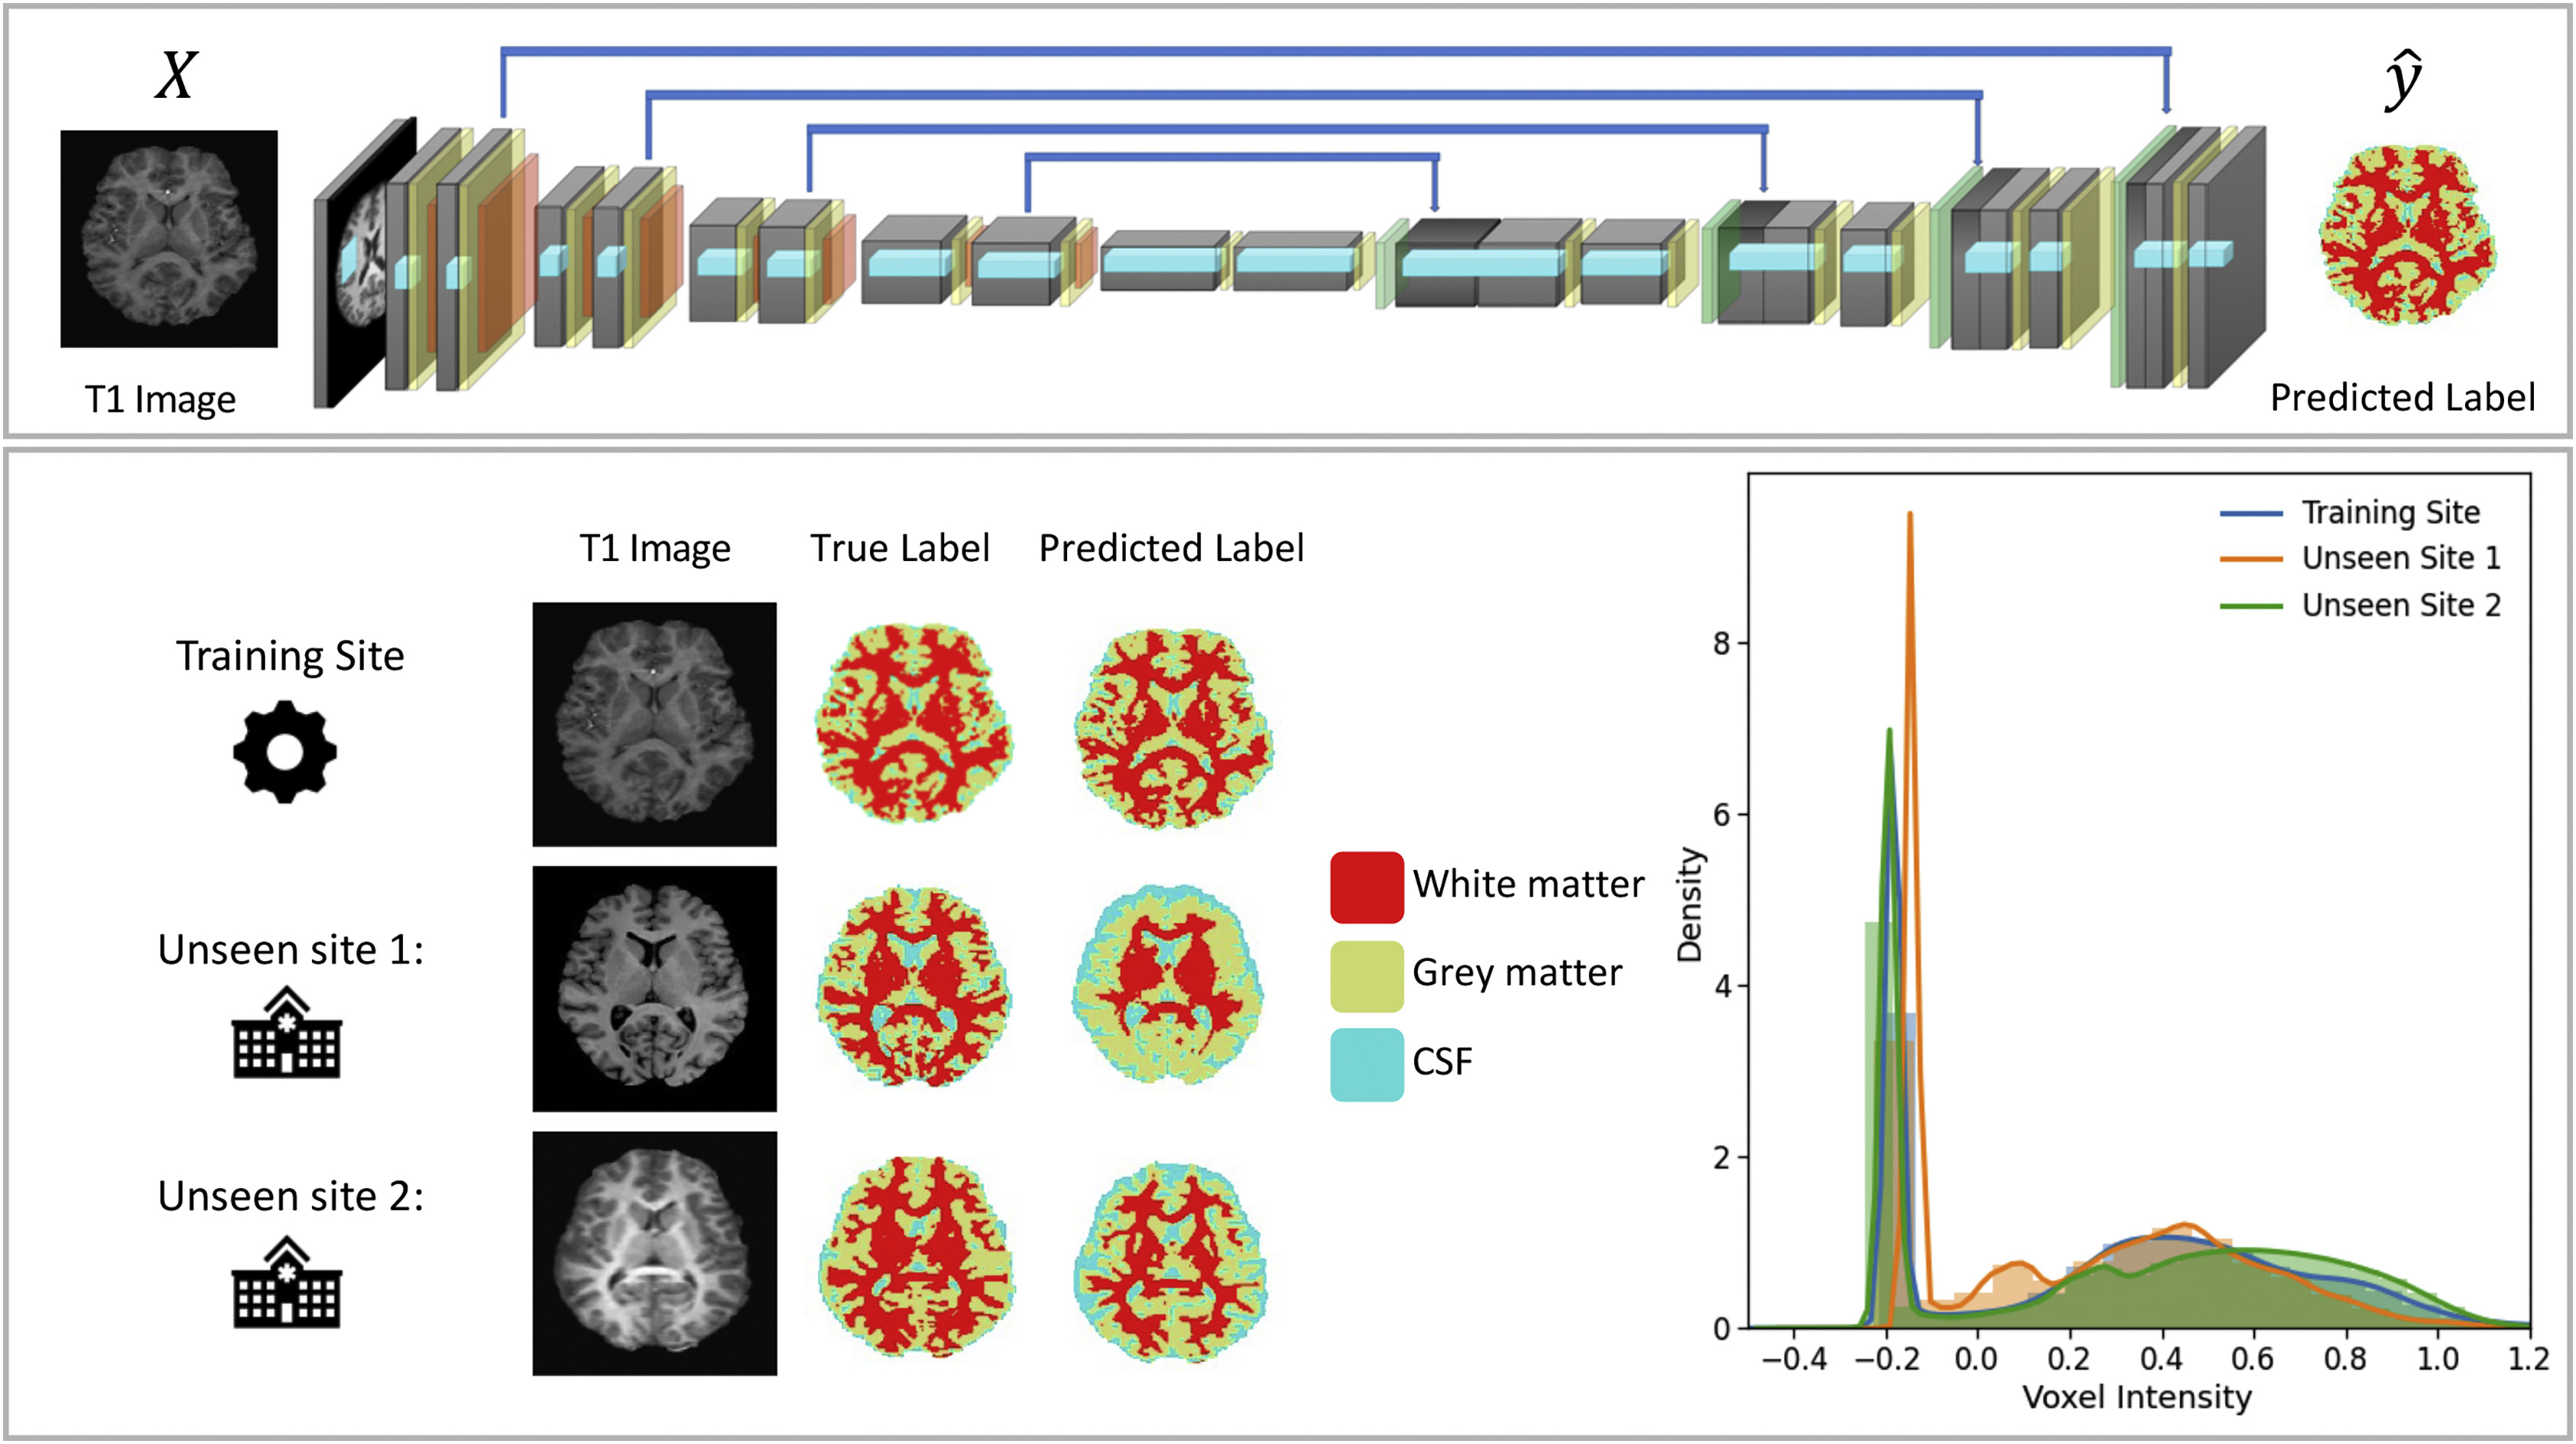 X
ŷ
T1 Image
Predicted Label
T1 Image
True Label
Predicted Label
Training Site
Unseen site 1:
Unseen site 2:
White matter
Grey matter
CSF
Training Site
Unseen Site 1
Unseen Site 2
Density
8
6
4
2
0
−0.4
−0.2
0.0
0.2
0.4
0.6
0.8
1.0
1.2
Voxel Intensity